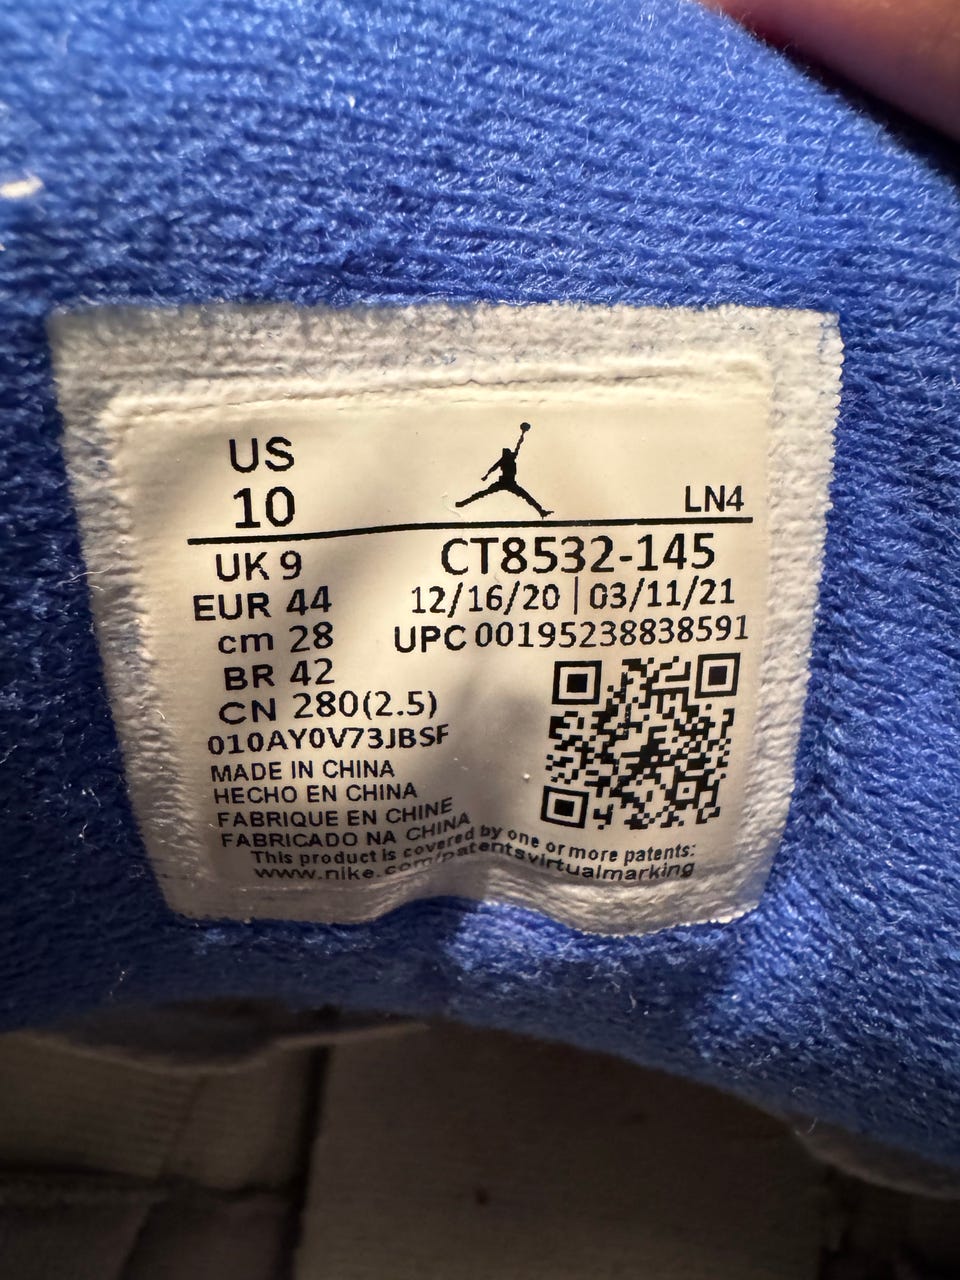 US
10
LN4
UK 9
EUR 44
cm 28
BR 42
CN 280(2.5)
010AY0V73JBSF
CT8532-145
12/16/20 | 03/11/21
UPC 00195238838591
MADE IN CHINA
HECHO EN CHINA
FABRIQUE EN CHINE
FABRICADO NA CHINA
This product is covered by one or more patents:
www.nike.com/patentsvirtualmarking